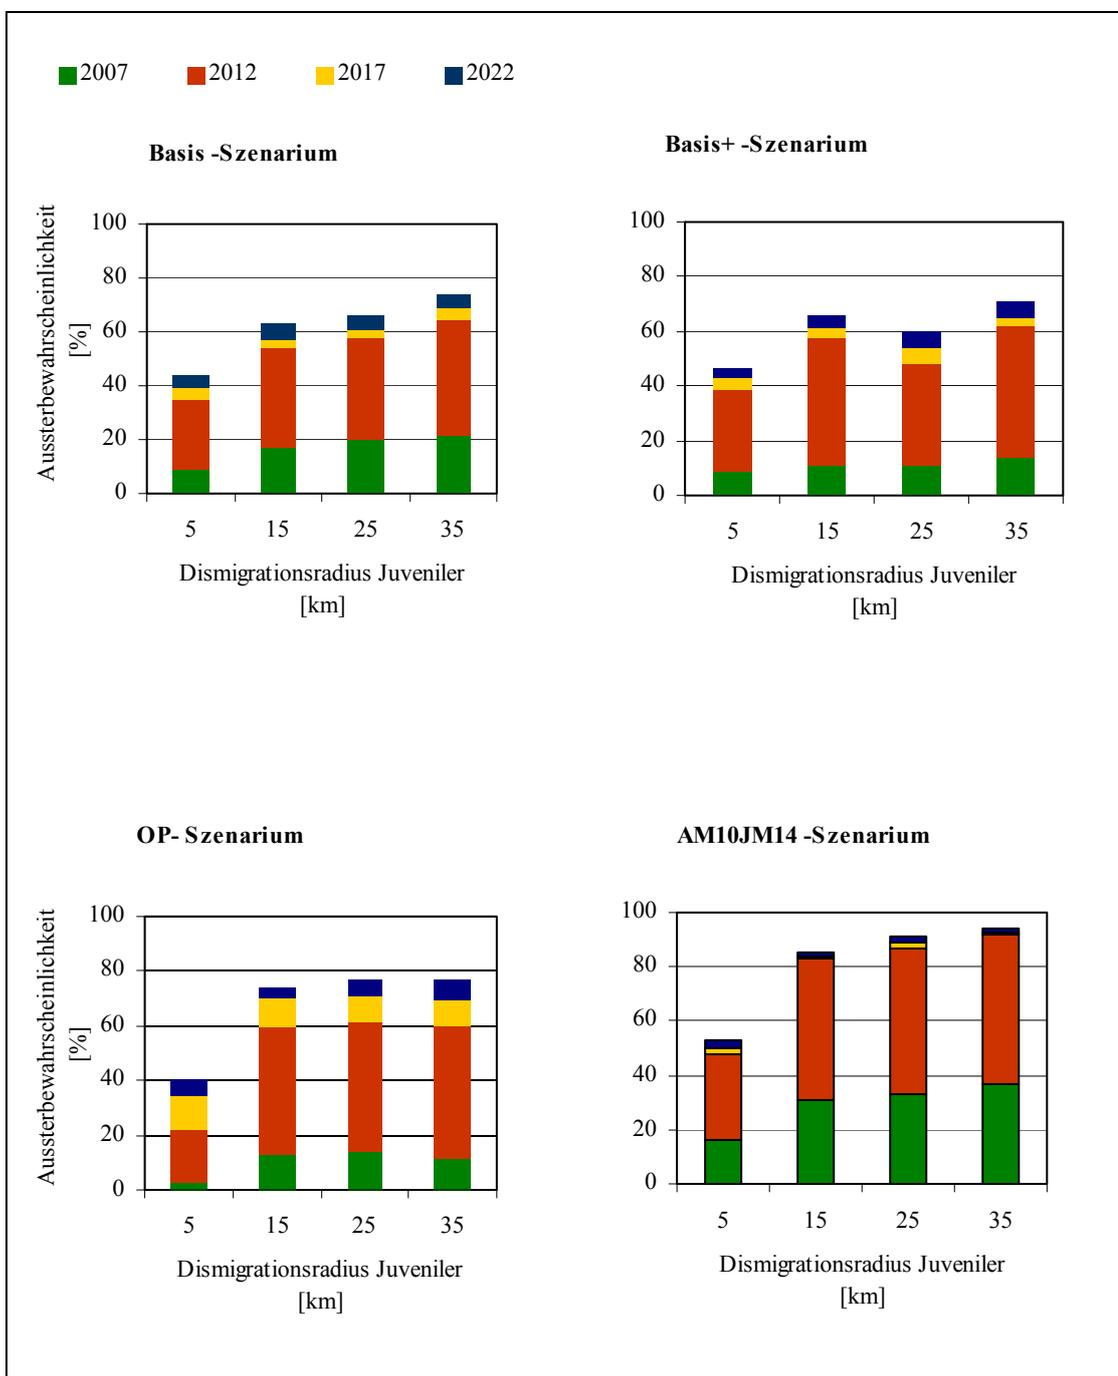 2007 2012 2017 2022
Basis -Szenarium
Aussterbewahrscheinlichkeit
[%]
100
80
60
40
20
0
5 15 25 35
Dismigrationsradius Juveniler
[km]
Basis+ -Szenarium
100
80
60
40
20
0
5 15 25 35
Dismigrationsradius Juveniler
[km]
OP- Szenarium
Aussterbewahrscheinlichkeit
[%]
100
80
60
40
20
0
5 15 25 35
Dismigrationsradius Juveniler
[km]
AM10JM14 -Szenarium
100
80
60
40
20
0
5 15 25 35
Dismigrationsradius Juveniler
[km]